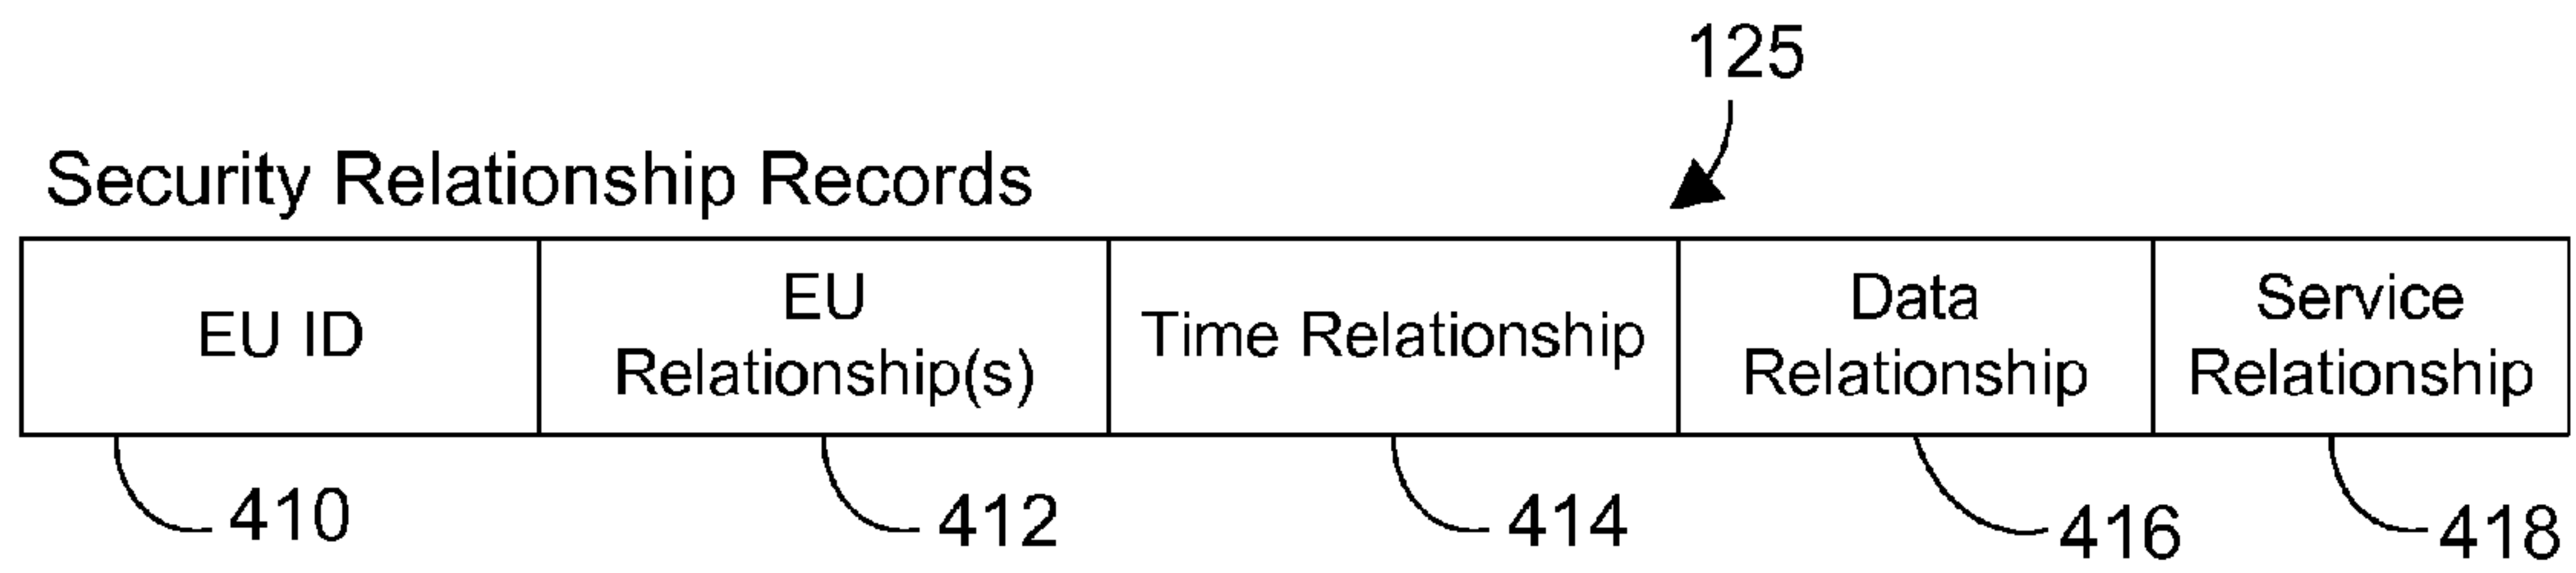 125
Security Relationship Records
EU ID
EU
Relationship(s)
Time Relationship
Data
Relationship
Service
Relationship
410
412
414
416
418